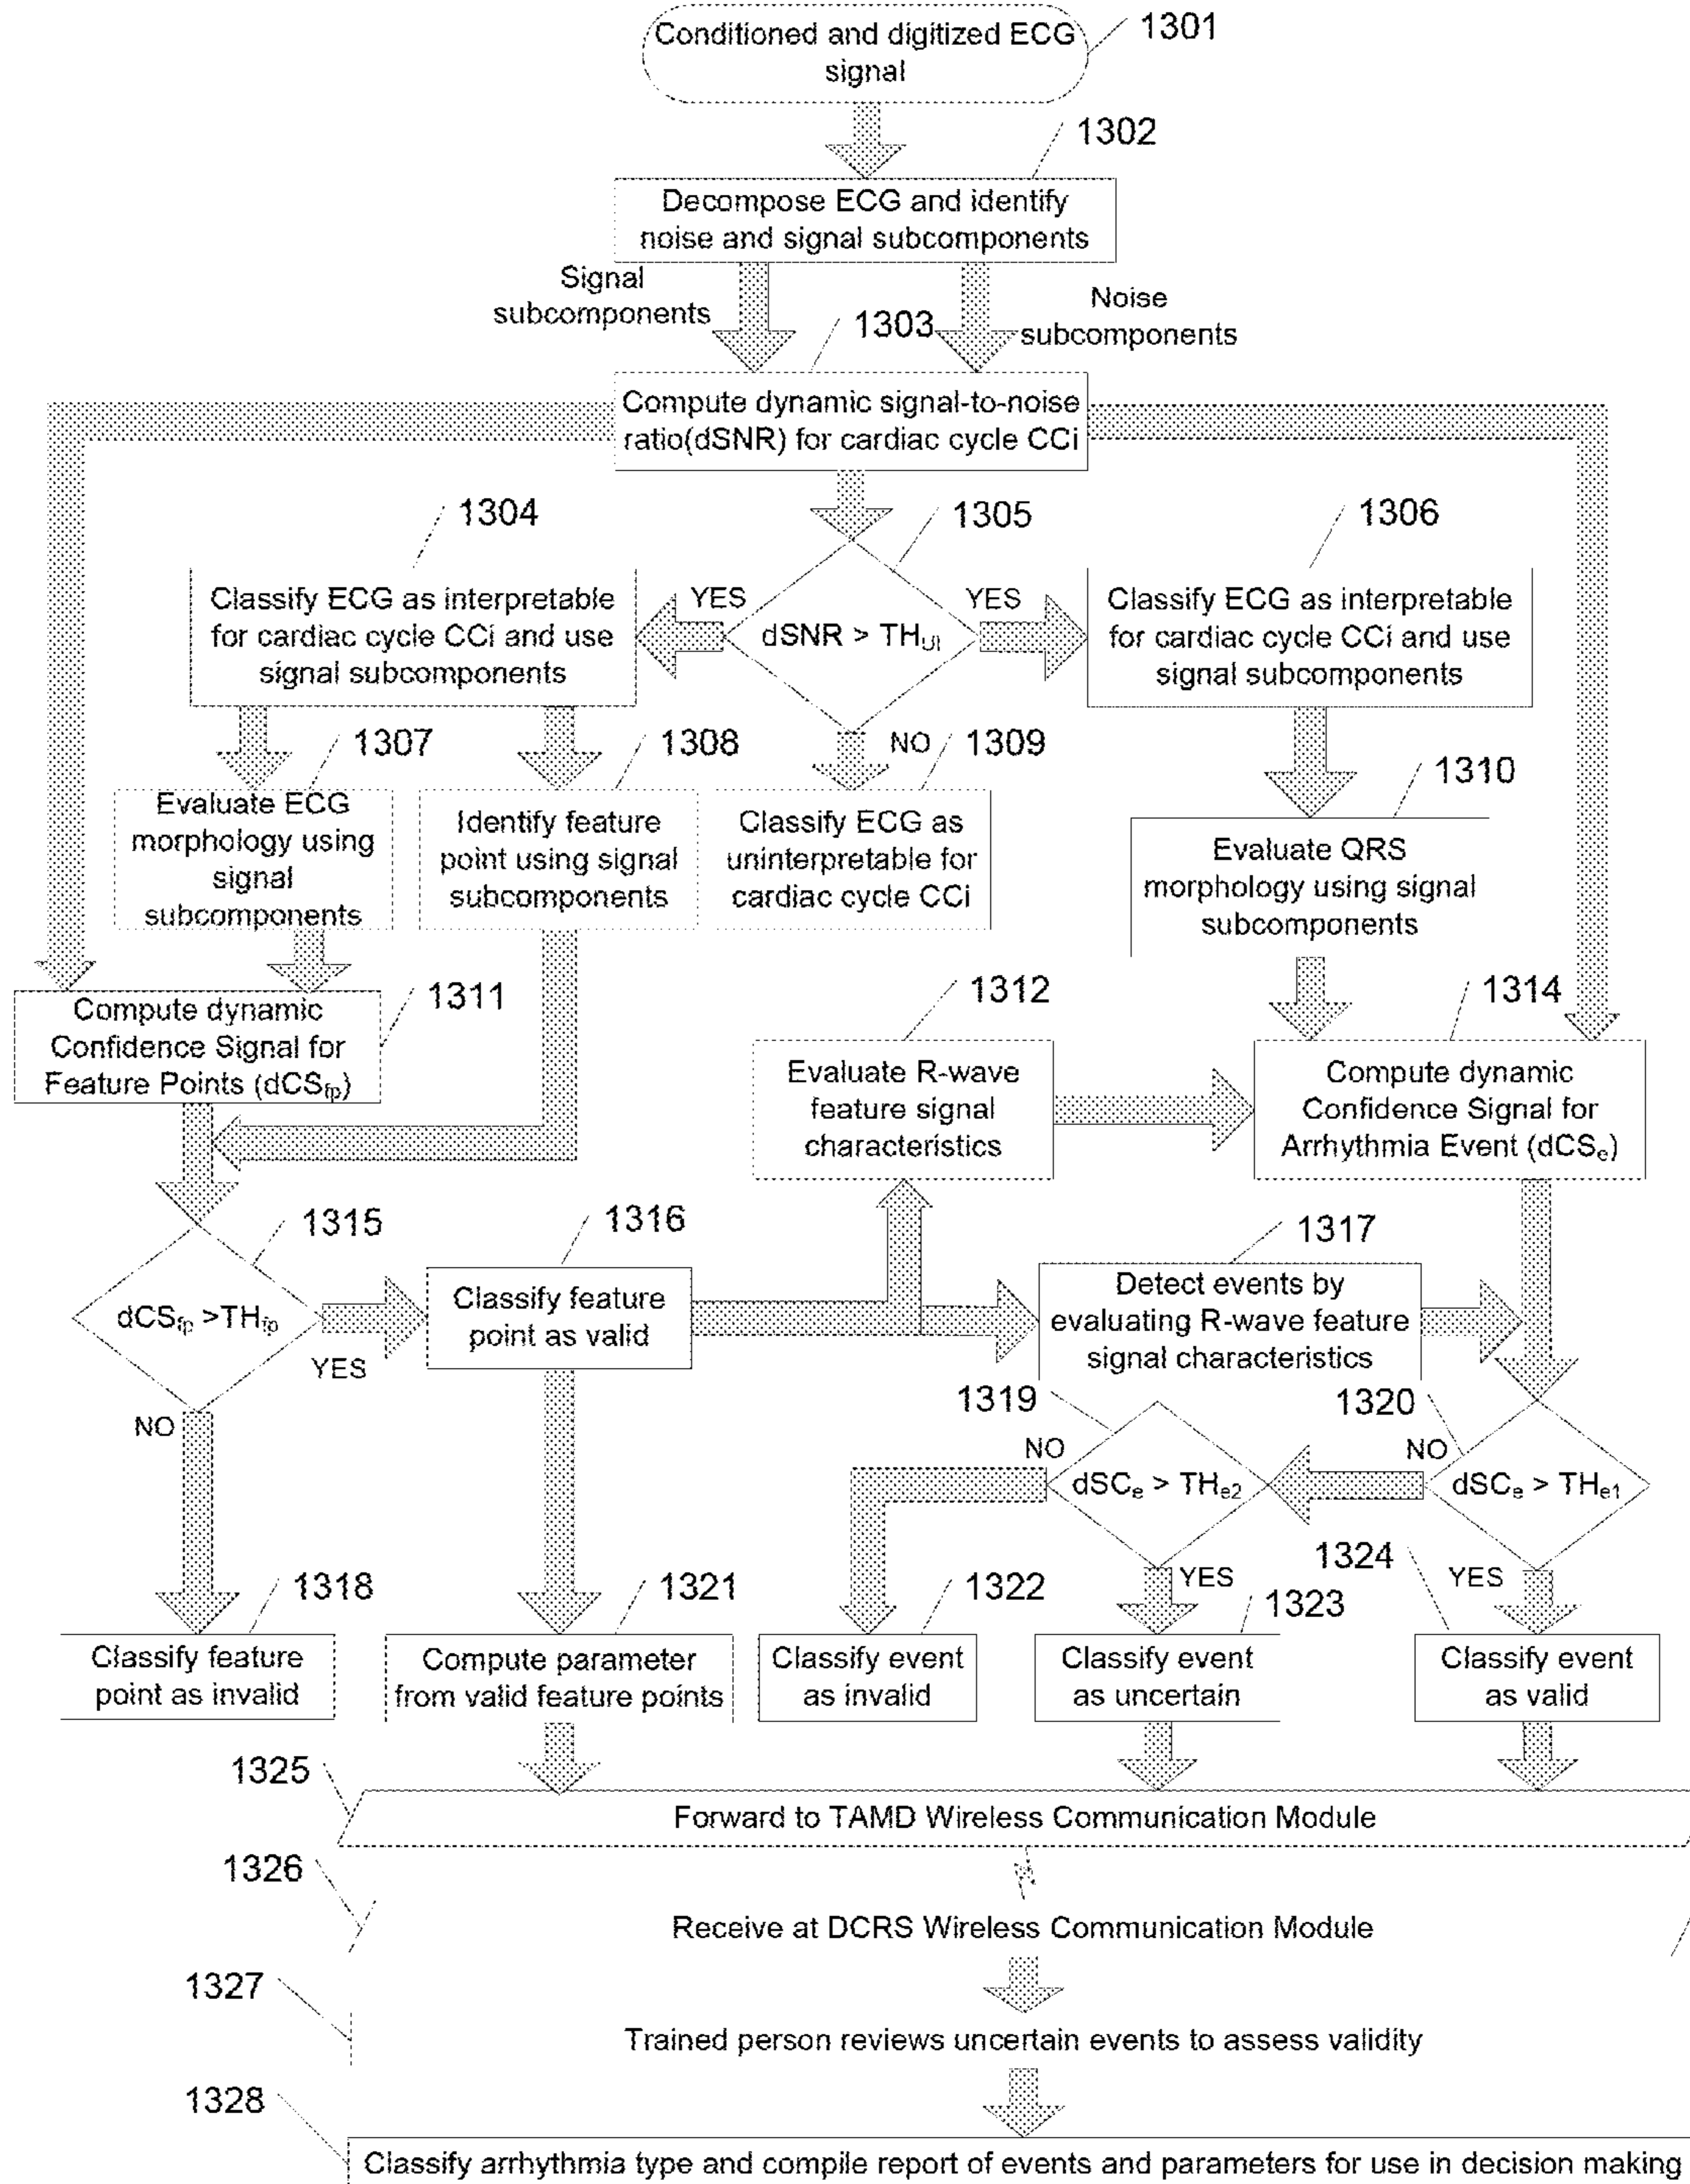 Conditioned and digitized ECG
signal
1301
1302
Decompose ECG and identify
noise and signal subcomponents
Signal
subcomponents
Noise
subcomponents
1303
Compute dynamic signal-to-noise
ratio(dSNR) for cardiac cycle CCi
1304
1305
1306
Classify ECG as interpretable
for cardiac cycle CCi and use
signal subcomponents
YES
dSNR > TH_UI
YES
Classify ECG as interpretable
for cardiac cycle CCi and use
signal subcomponents
1307
1308
NO
1309
1310
Evaluate ECG
morphology using
signal
subcomponents
Identify feature
point using signal
subcomponents
Classify ECG as
uninterpretable for
cardiac cycle CCi
Evaluate QRS
morphology using signal
subcomponents
1311
1312
1314
Compute dynamic
Confidence Signal for
Feature Points (dCS_fp)
Evaluate R-wave
feature signal
characteristics
Compute dynamic
Confidence Signal for
Arrhythmia Event (dCS_e)
1315
1316
1317
dCS_fp >TH_fp
YES
NO
Classify feature
point as valid
Detect events by
evaluating R-wave feature
signal characteristics
1319
1320
NO
dSC_e > TH_e2
NO
dSC_e > TH_e1
1318
1321
1322
YES
1323
1324
YES
Classify feature
point as invalid
Compute parameter
from valid feature points
Classify event
as invalid
Classify event
as uncertain
Classify event
as valid
1325
Forward to TAMD Wireless Communication Module
1326
Receive at DCRS Wireless Communication Module
1327
Trained person reviews uncertain events to assess validity
1328
Classify arrhythmia type and compile report of events and parameters for use in decision making